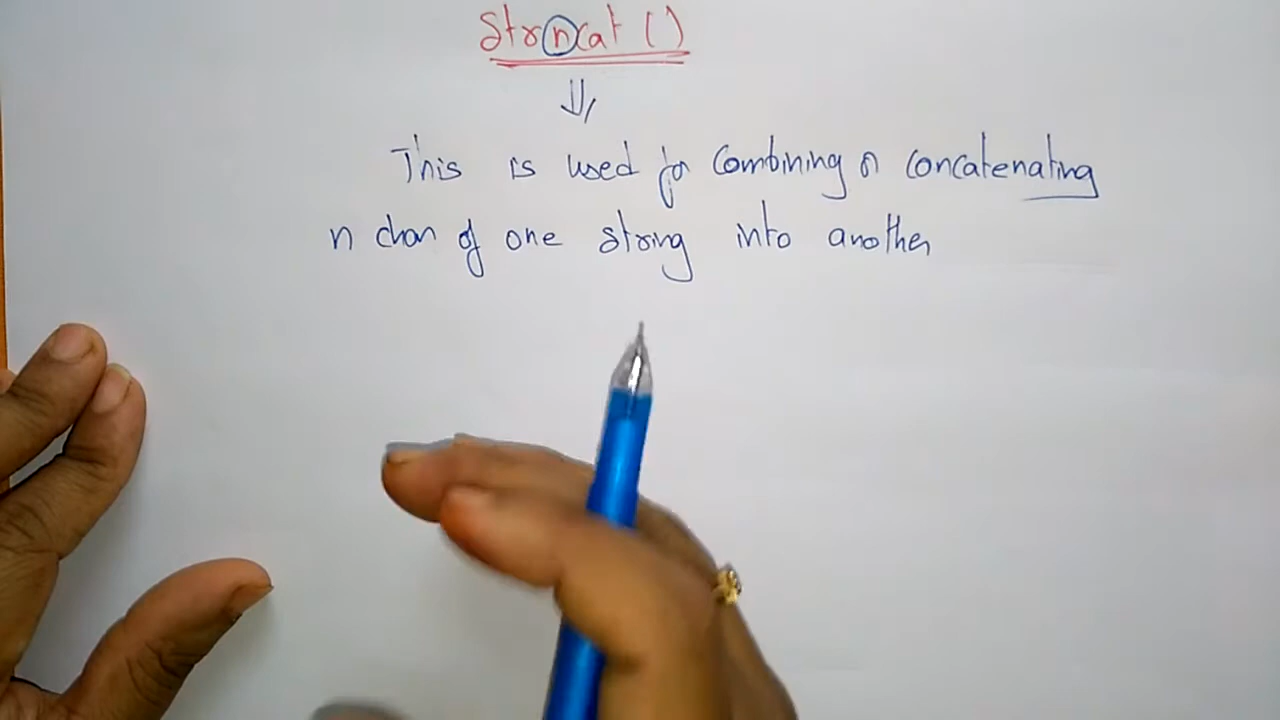 strncat ()
This is used for combining or concatenating
n char of one string into another